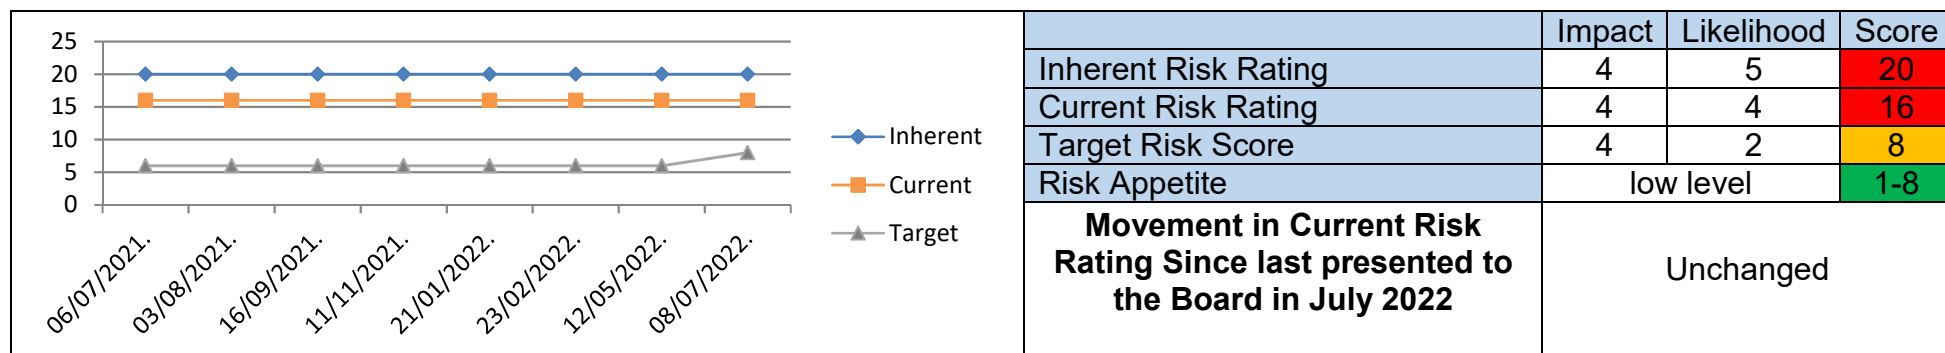 25
20
15
10
5
0
06/07/2021.
03/08/2021.
16/09/2021.
11/11/2021.
21/01/2022.
23/02/2022.
12/05/2022.
08/07/2022.
Inherent
Current
Target
Impact Likelihood Score
Inherent Risk Rating 4 5 20
Current Risk Rating 4 4 16
Target Risk Score 4 2 8
Risk Appetite low level 1-8
Movement in Current Risk
Rating Since last presented to
the Board in July 2022
Unchanged